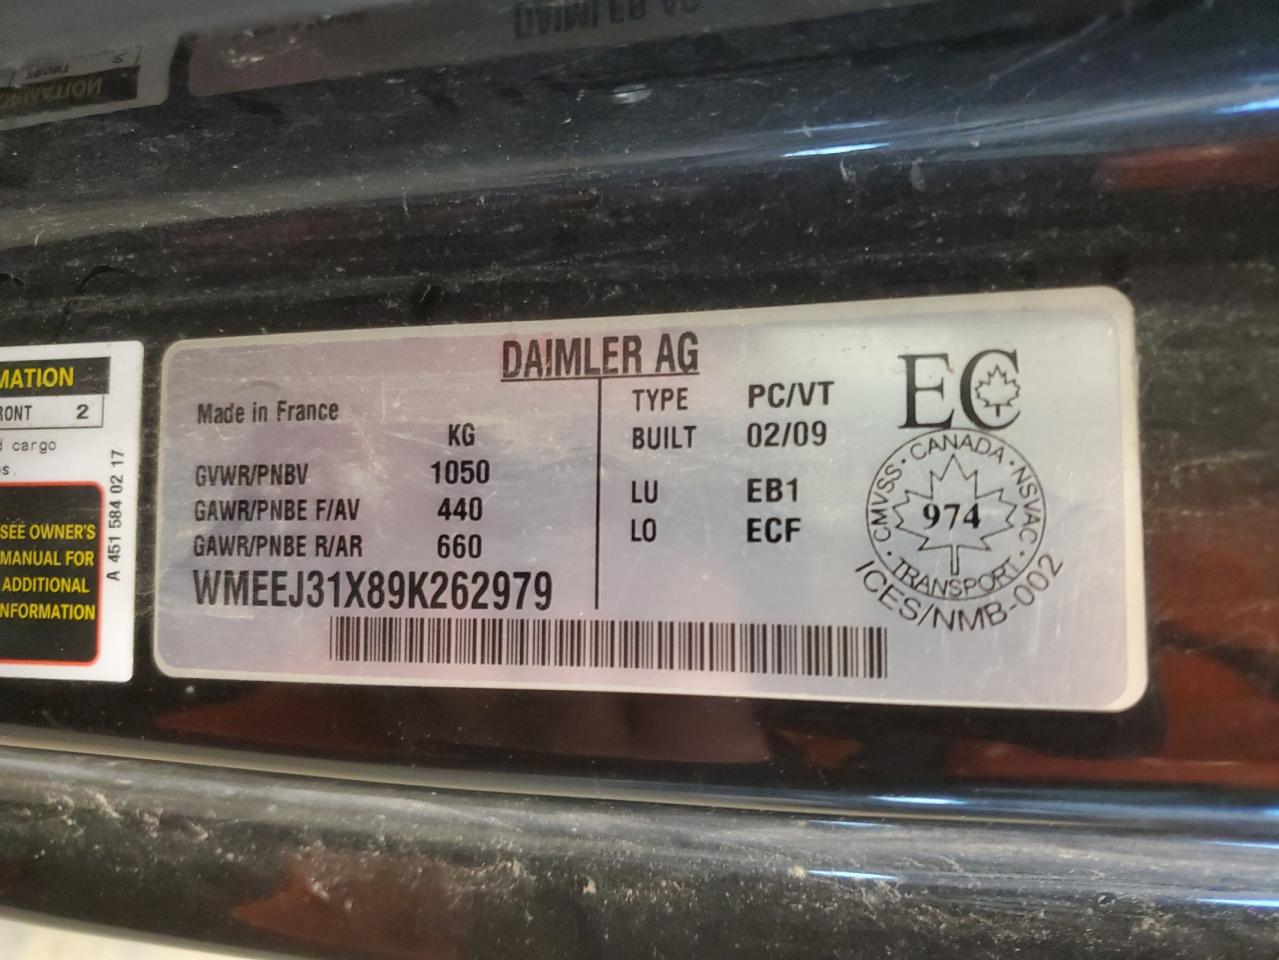 MATION
RONT 2
d cargo
s.
SEE OWNER'S
MANUAL FOR
ADDITIONAL
INFORMATION
A 451 584 02 17
DAIMLER AG
Made in France
KG
GVWR/PNBV 1050
GAWR/PNBE F/AV 440
GAWR/PNBE R/AR 660
WMEEJ31X89K262979
TYPE PC/VT
BUILT 02/09
LU EB1
LO ECF
EC
CMVSS · CANADA · NSVAC · TRANSPORT ·
974
ICES/NMB-002